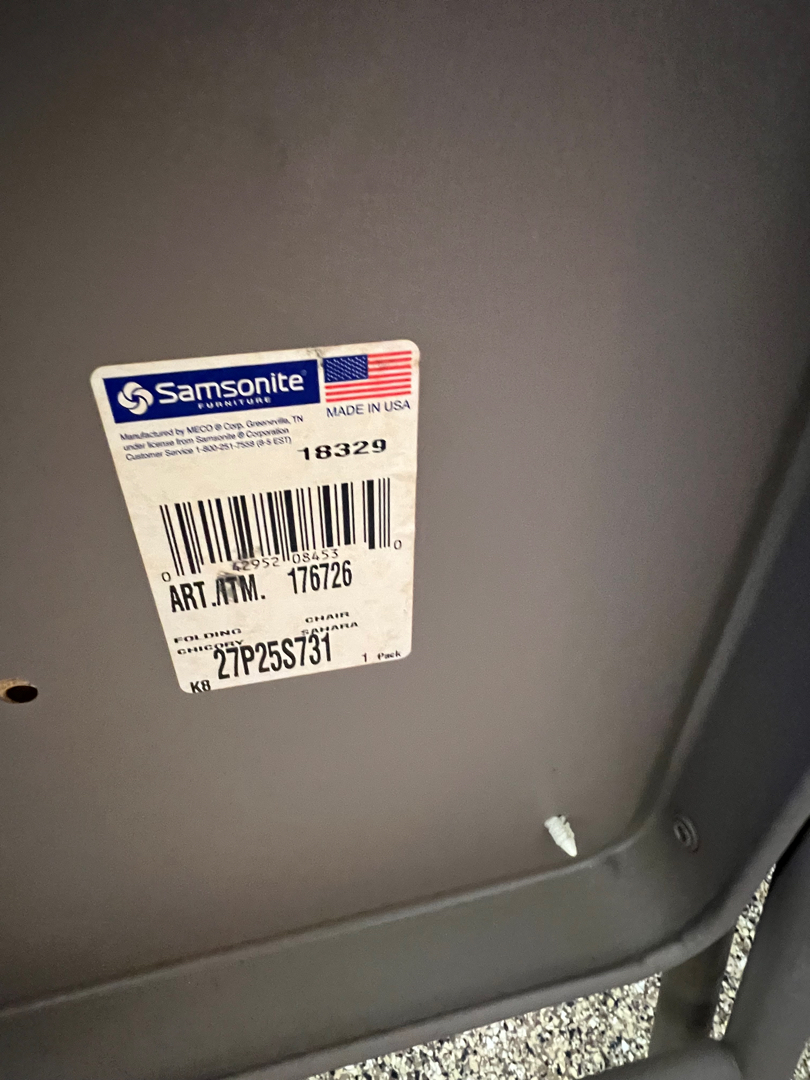 Samsonite
FURNITURE
MADE IN USA
Manufactured by MECO ® Corp. Greeneville, TN
under license from Samsonite ® Corporation
Customer Service 1-800-251-7558 (8-5 EST)
18329
0 42952 08453 0
ART./ITM. 176726
FOLDING CHAIR
CHICORY SAHARA
27P25S731
K8 1 Pack